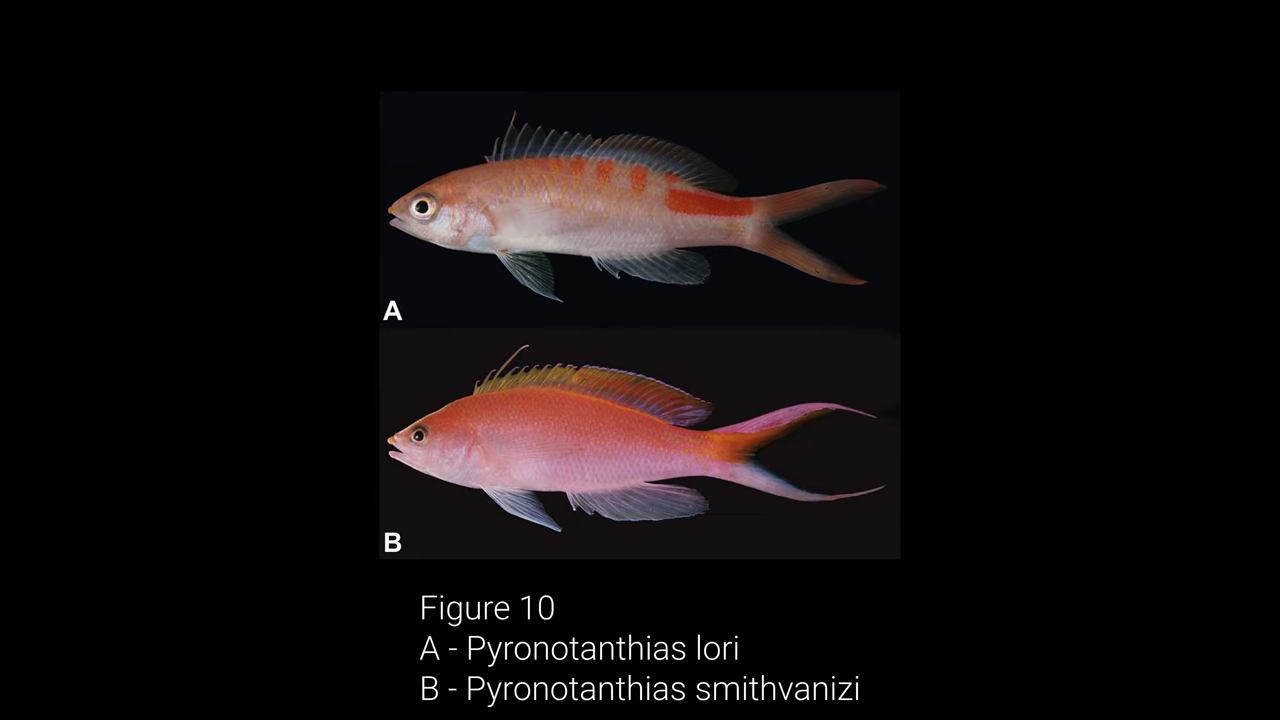 A
B
Figure 10
A - Pyronotanthias lori
B - Pyronotanthias smithvanizi